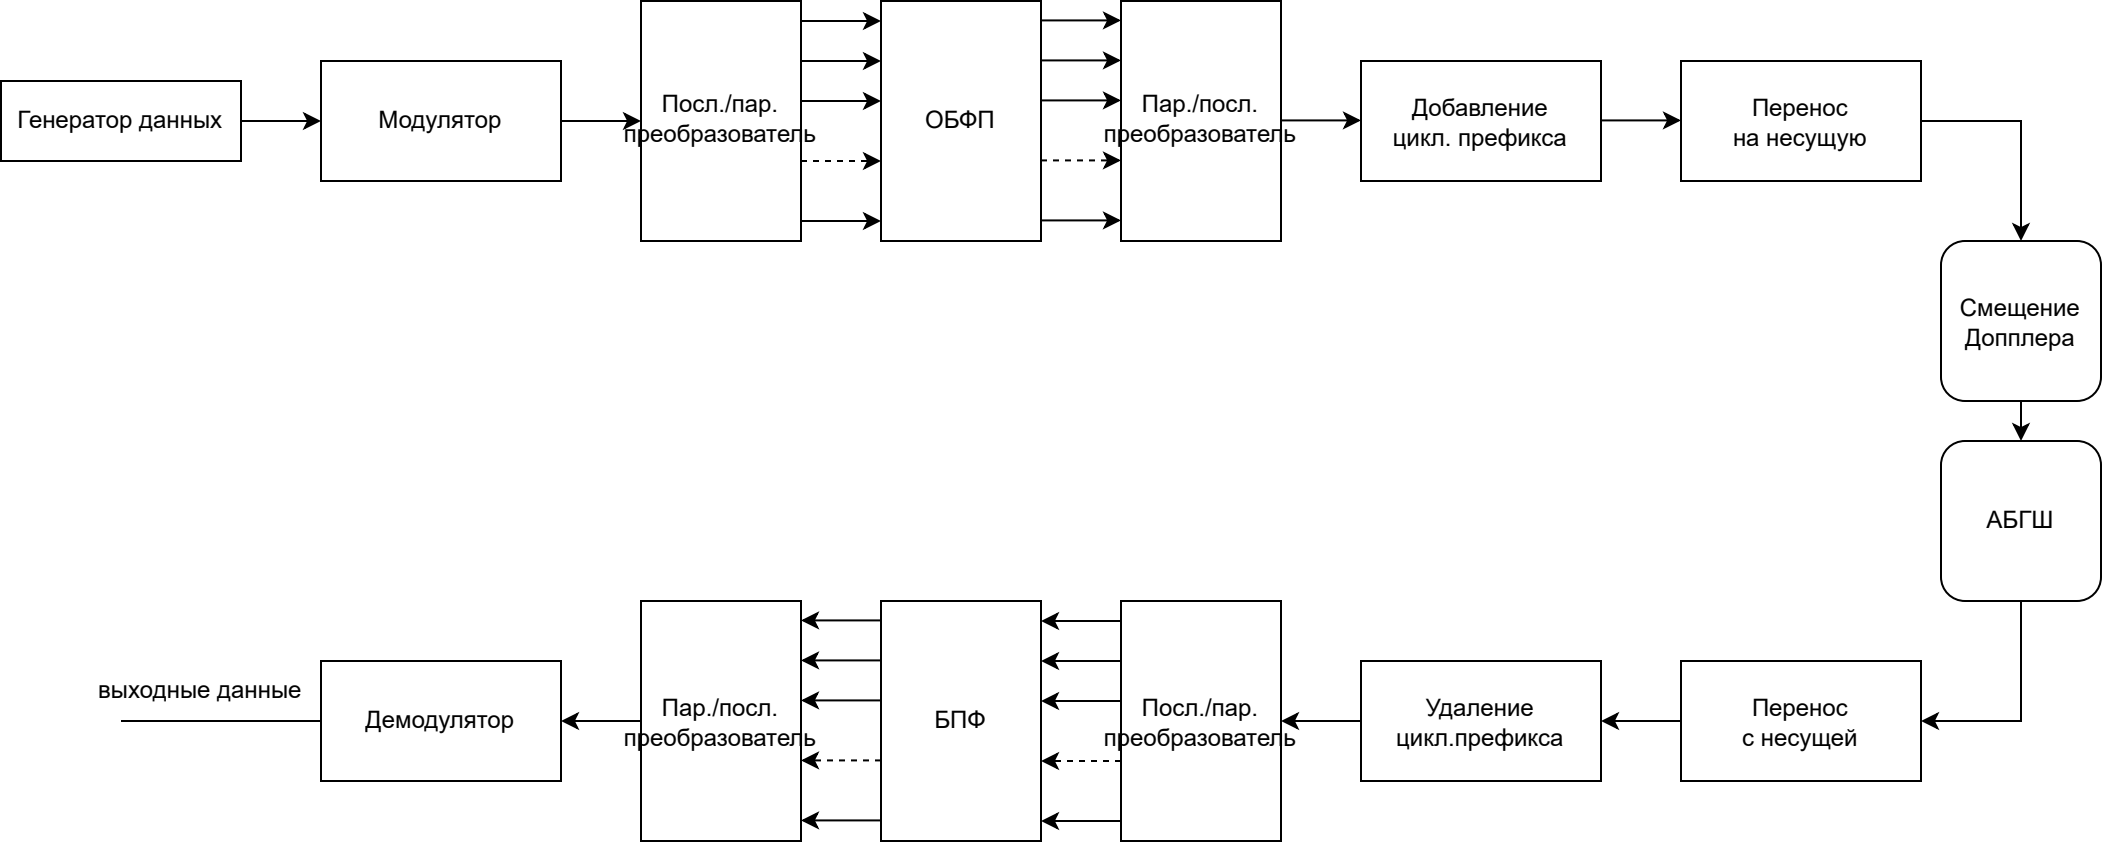 Генератор данных
Модулятор
Посл./пар.
преобразователь
ОБФП
Пар./посл.
преобразователь
Добавление
цикл. префикса
Перенос
на несущую
Смещение
Допплера
АБГШ
Перенос
с несущей
Удаление
цикл.префикса
Посл./пар.
преобразователь
БПФ
Пар./посл.
преобразователь
Демодулятор
выходные данные